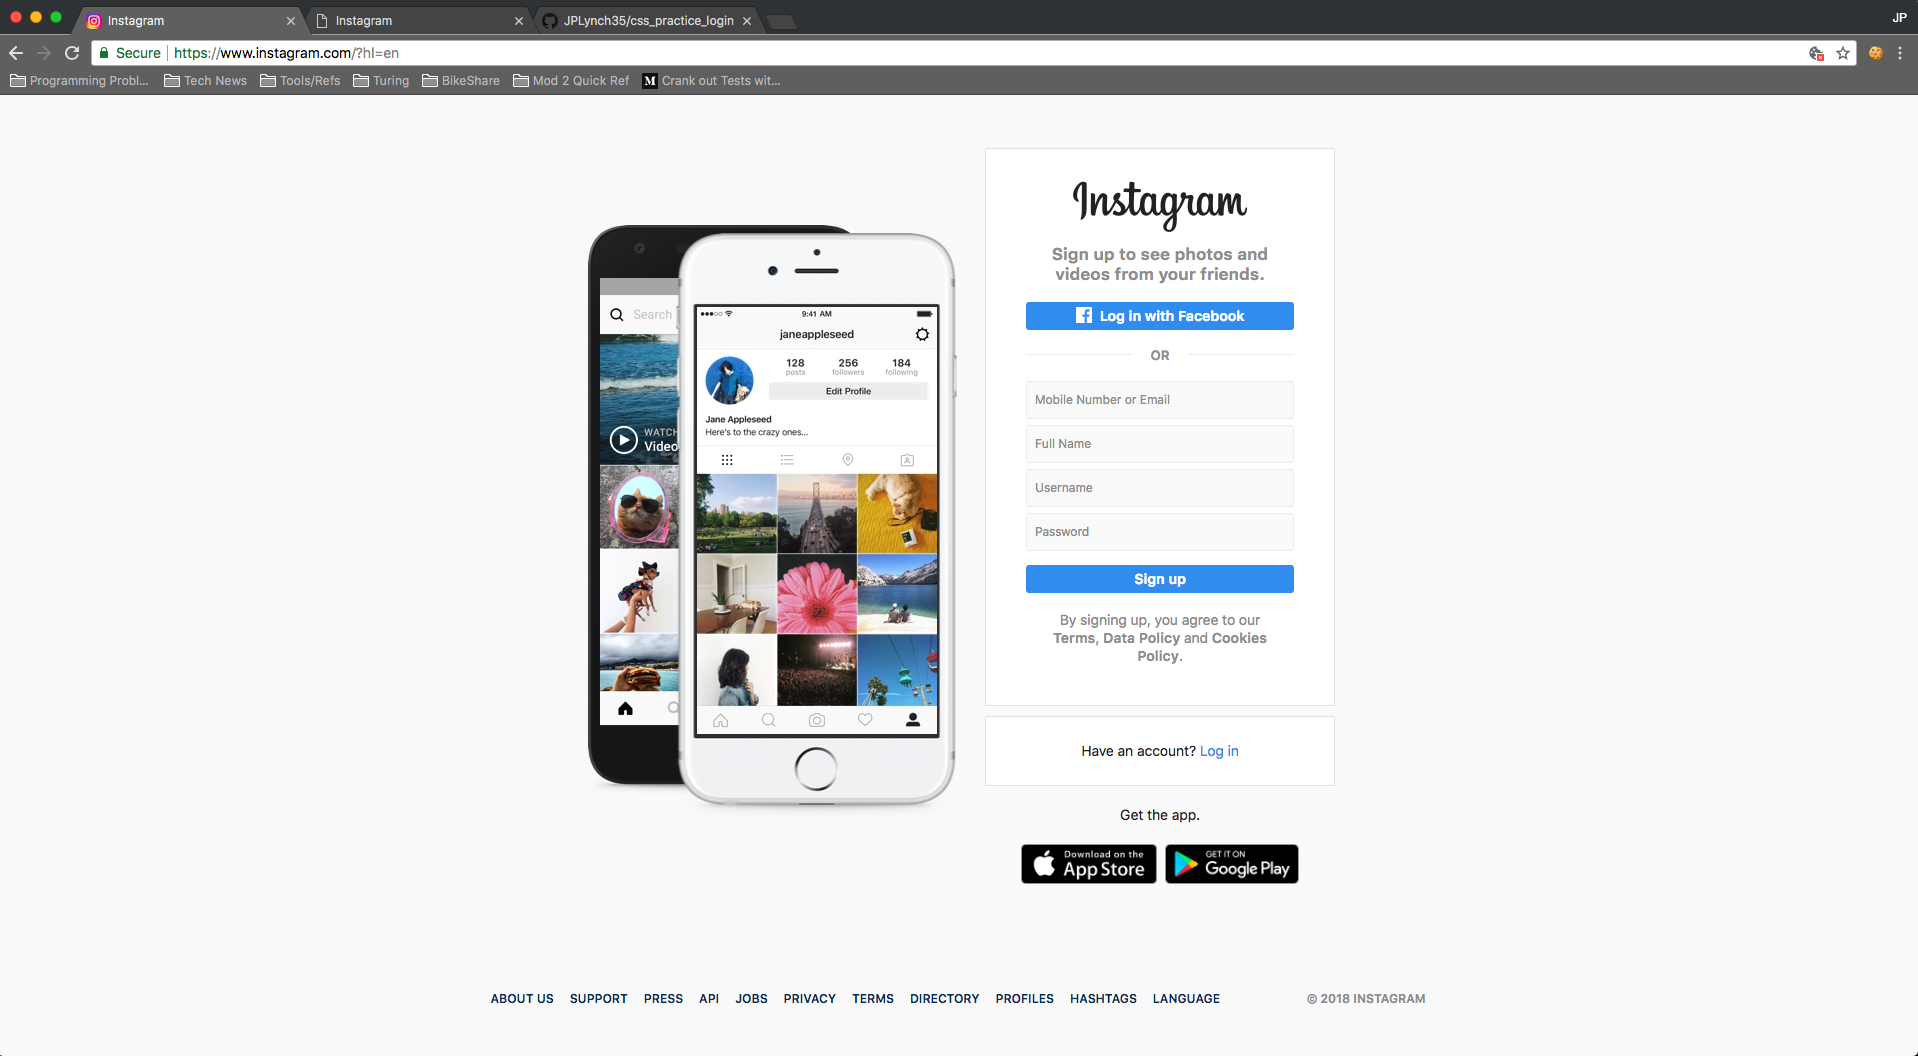 Instagram
Instagram
JPLynch35/css_practice_login
JP
Secure
https://www.instagram.com/?hl=en
Programming Probl...
Tech News
Tools/Refs
Turing
BikeShare
Mod 2 Quick Ref
M
Crank out Tests wit...
Instagram
Sign up to see photos and
videos from your friends.
Log in with Facebook
OR
Mobile Number or Email
Full Name
Username
Password
Sign up
By signing up, you agree to our
Terms, Data Policy and Cookies
Policy.
Have an account? Log in
Get the app.
Download on the
App Store
GET IT ON
Google Play
Search
WATCH
Video
9:41 AM
janeappleseed
128
posts
256
followers
184
following
Edit Profile
Jane Appleseed
Here's to the crazy ones...
ABOUT US
SUPPORT
PRESS
API
JOBS
PRIVACY
TERMS
DIRECTORY
PROFILES
HASHTAGS
LANGUAGE
© 2018 INSTAGRAM